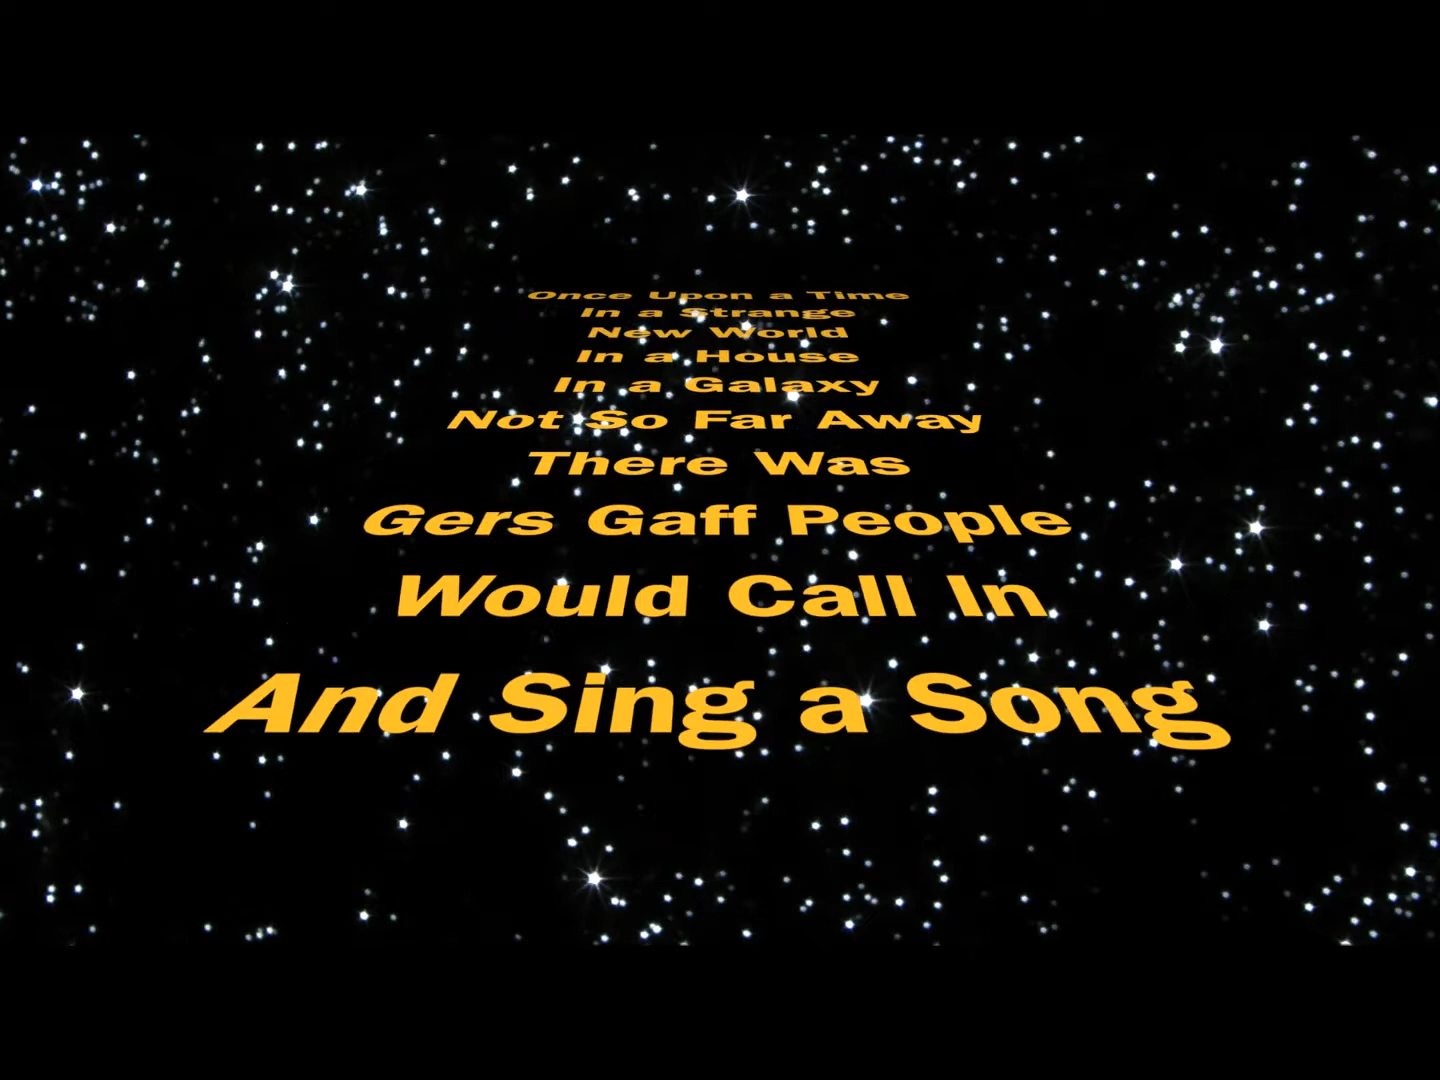 Once Upon a Time
In a Strange
New World
In a House
In a Galaxy
Not So Far Away
There Was
Gers Gaff People
Would Call In
And Sing a Song